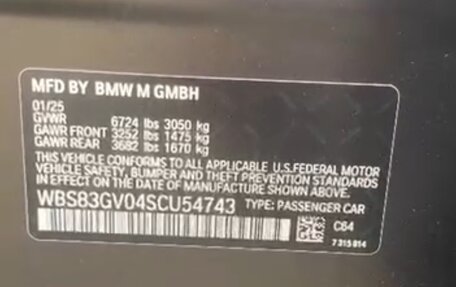 MFD BY BMW M GMBH
01/25
GVWR 6724 lbs 3050 kg
GAWR FRONT 3252 lbs 1475 kg
GAWR REAR 3682 lbs 1670 kg
THIS VEHICLE CONFORMS TO ALL APPLICABLE U.S.FEDERAL MOTOR
VEHICLE SAFETY, BUMPER AND THEFT PREVENTION
STANDARDS IN EFFECT ON THE DATE OF MANUFACTURE
SHOWN ABOVE.
WBS83GV04SCU54743 TYPE: PASSENGER CAR
C64
7 315 814